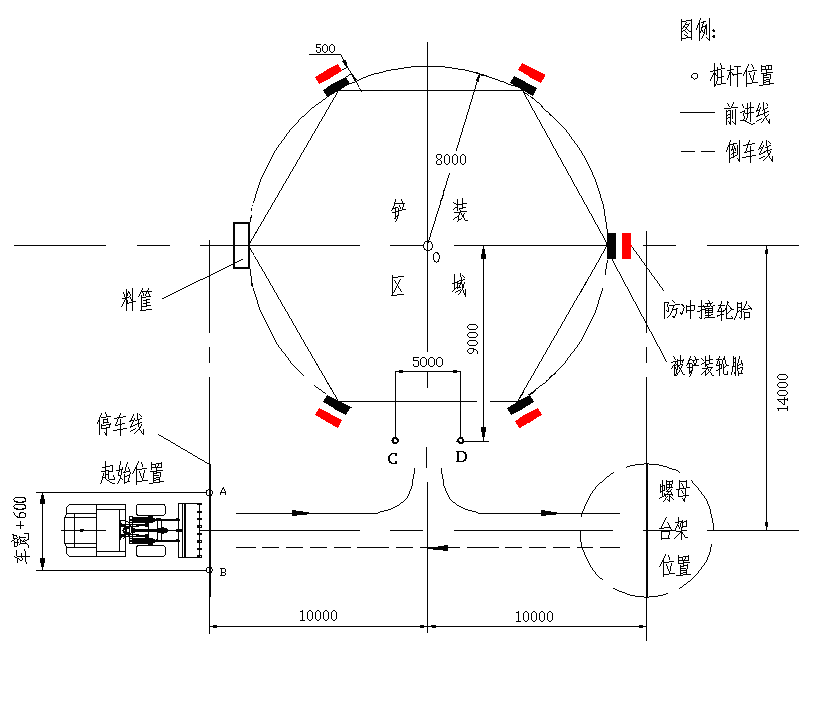 图例:
桩杆位置
前进线
倒车线
500
8000
铲 装
O
区 域
料筐
防冲撞轮胎
被铲装轮胎
9000
5000
14000
停车线
C
D
起始位置
A
螺母
台架
位置
车宽+600
B
10000
10000